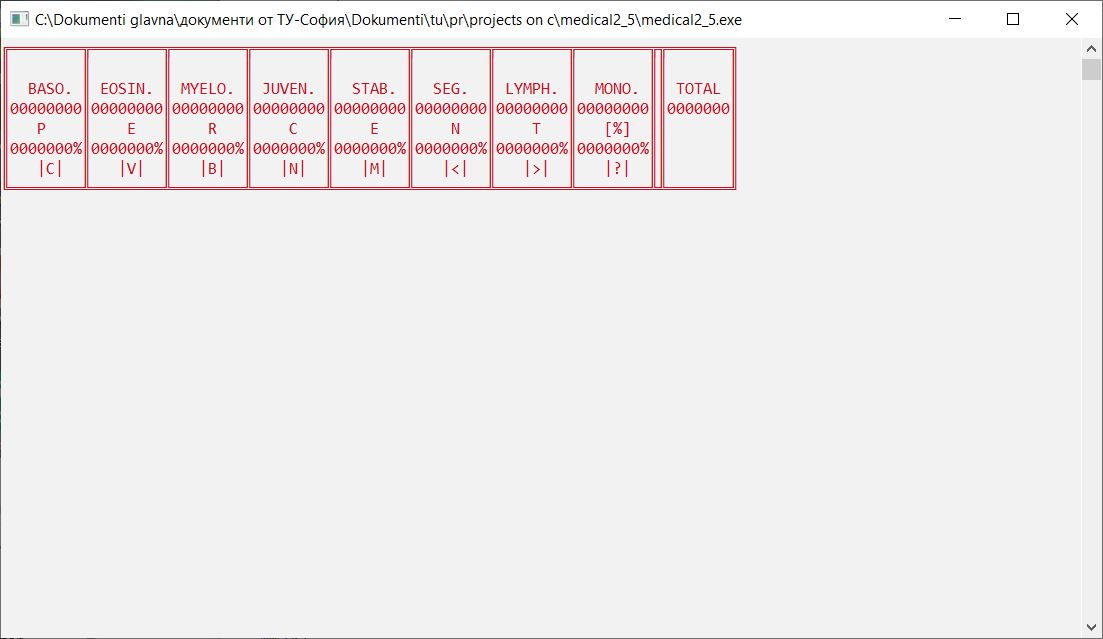 C:\Dokumenti glavna\документи от ТУ-София\Dokumenti\tu\pr\projects on c\medical2_5\medical2_5.exe
BASO. EOSIN. MYELO. JUVEN. STAB. SEG. LYMPH. MONO. TOTAL
00000000 00000000 00000000 00000000 00000000 00000000 00000000 00000000 0000000
P E R C E N T [%]
0000000% 0000000% 0000000% 0000000% 0000000% 0000000% 0000000% 0000000%
|C| |V| |B| |N| |M| |<| |>| |?|